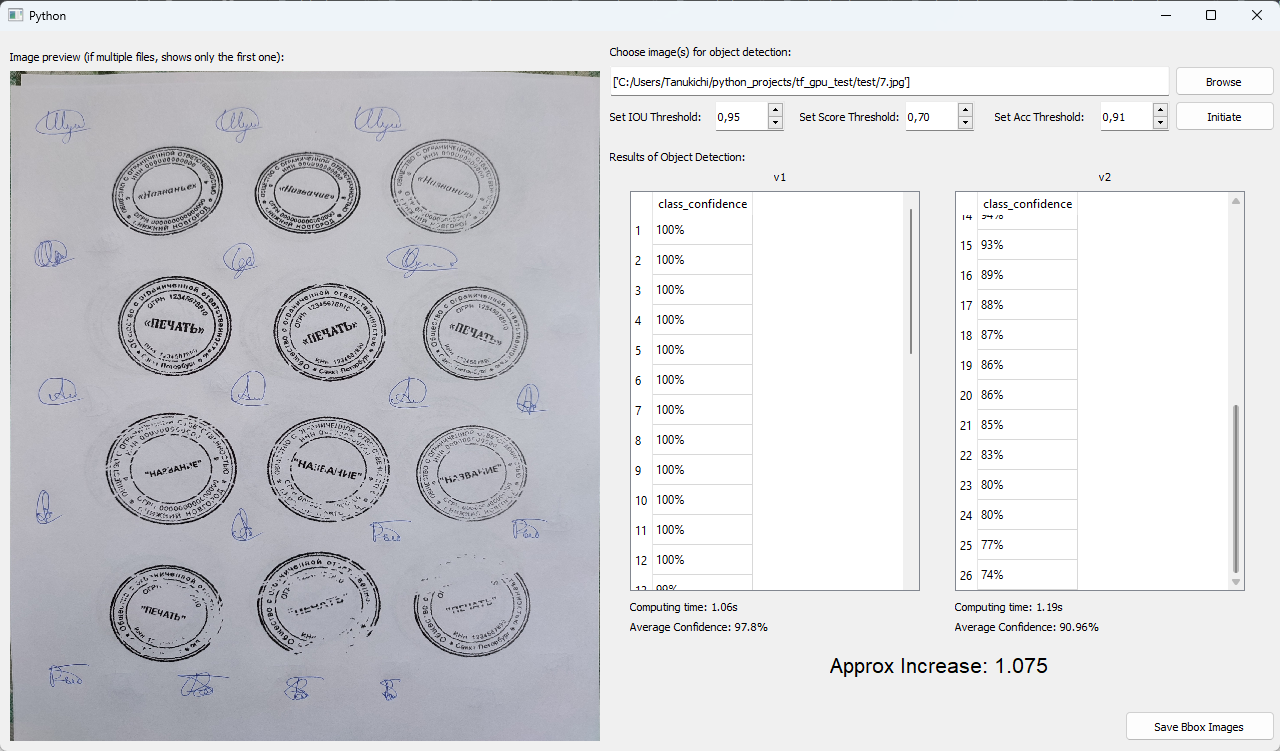 Python
Image preview (if multiple files, shows only the first one):
Choose image(s) for object detection:
['C:/Users/Tanukichi/python_projects/tf_gpu_test/test/7.jpg']
Browse
Set IOU Threshold: 0,95 Set Score Threshold: 0,70 Set Acc Threshold: 0,91 Initiate
Results of Object Detection:
v1
class_confidence
1 100%
2 100%
3 100%
4 100%
5 100%
6 100%
7 100%
8 100%
9 100%
10 100%
11 100%
12 100%
13 99%
Computing time: 1.06s
Average Confidence: 97.8%
v2
class_confidence
14 94%
15 93%
16 89%
17 88%
18 87%
19 86%
20 86%
21 85%
22 83%
23 80%
24 80%
25 77%
26 74%
Computing time: 1.19s
Average Confidence: 90.96%
Approx Increase: 1.075
Save Bbox Images
«Название»
«Название»
«Название»
«ПЕЧАТЬ»
«ПЕЧАТЬ»
«ПЕЧАТЬ»
"НАЗВАНИЕ"
"НАЗВАНИЕ"
"НАЗВАНИЕ"
"ПЕЧАТЬ"
"ПЕЧАТЬ"
"ПЕЧАТЬ"